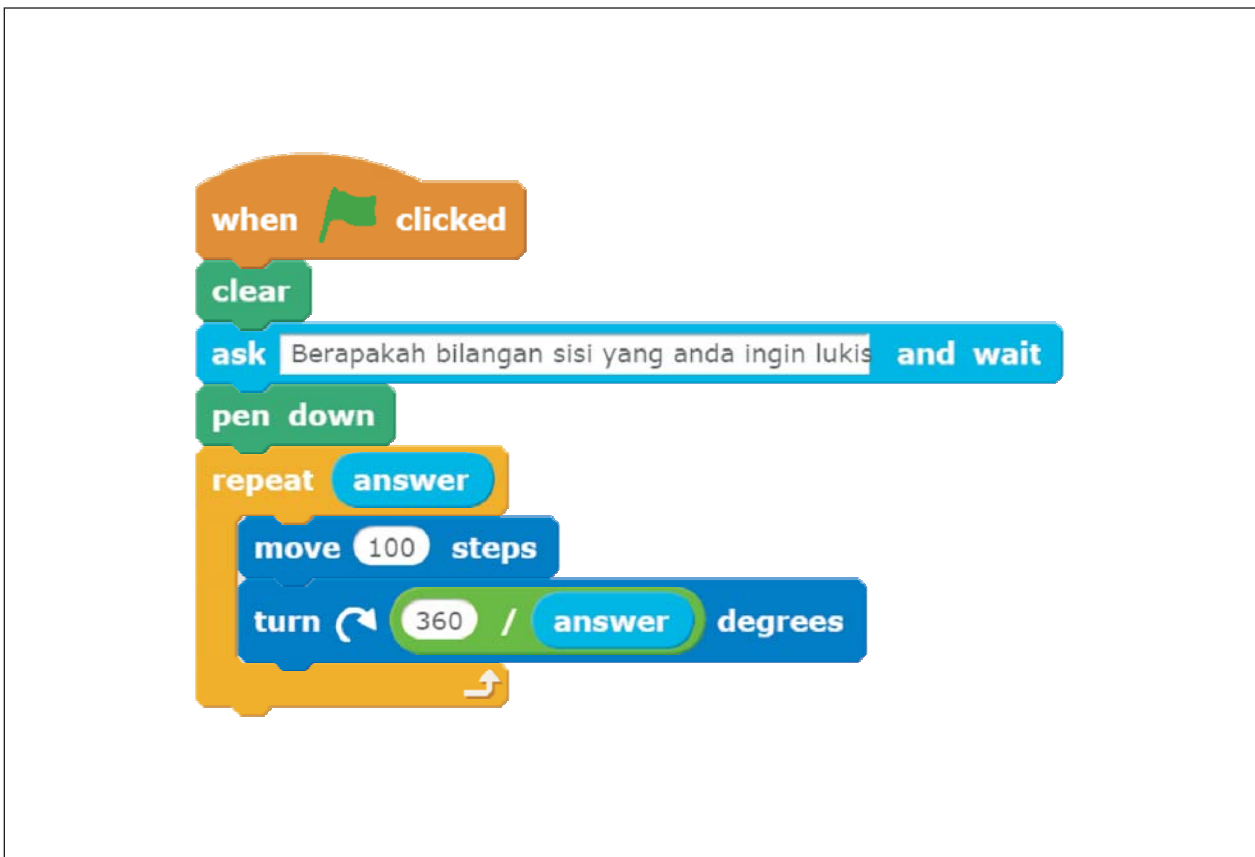 when clicked
clear
ask Berapakah bilangan sisi yang anda ingin lukis and wait
pen down
repeat answer
move 100 steps
turn 360 / answer degrees